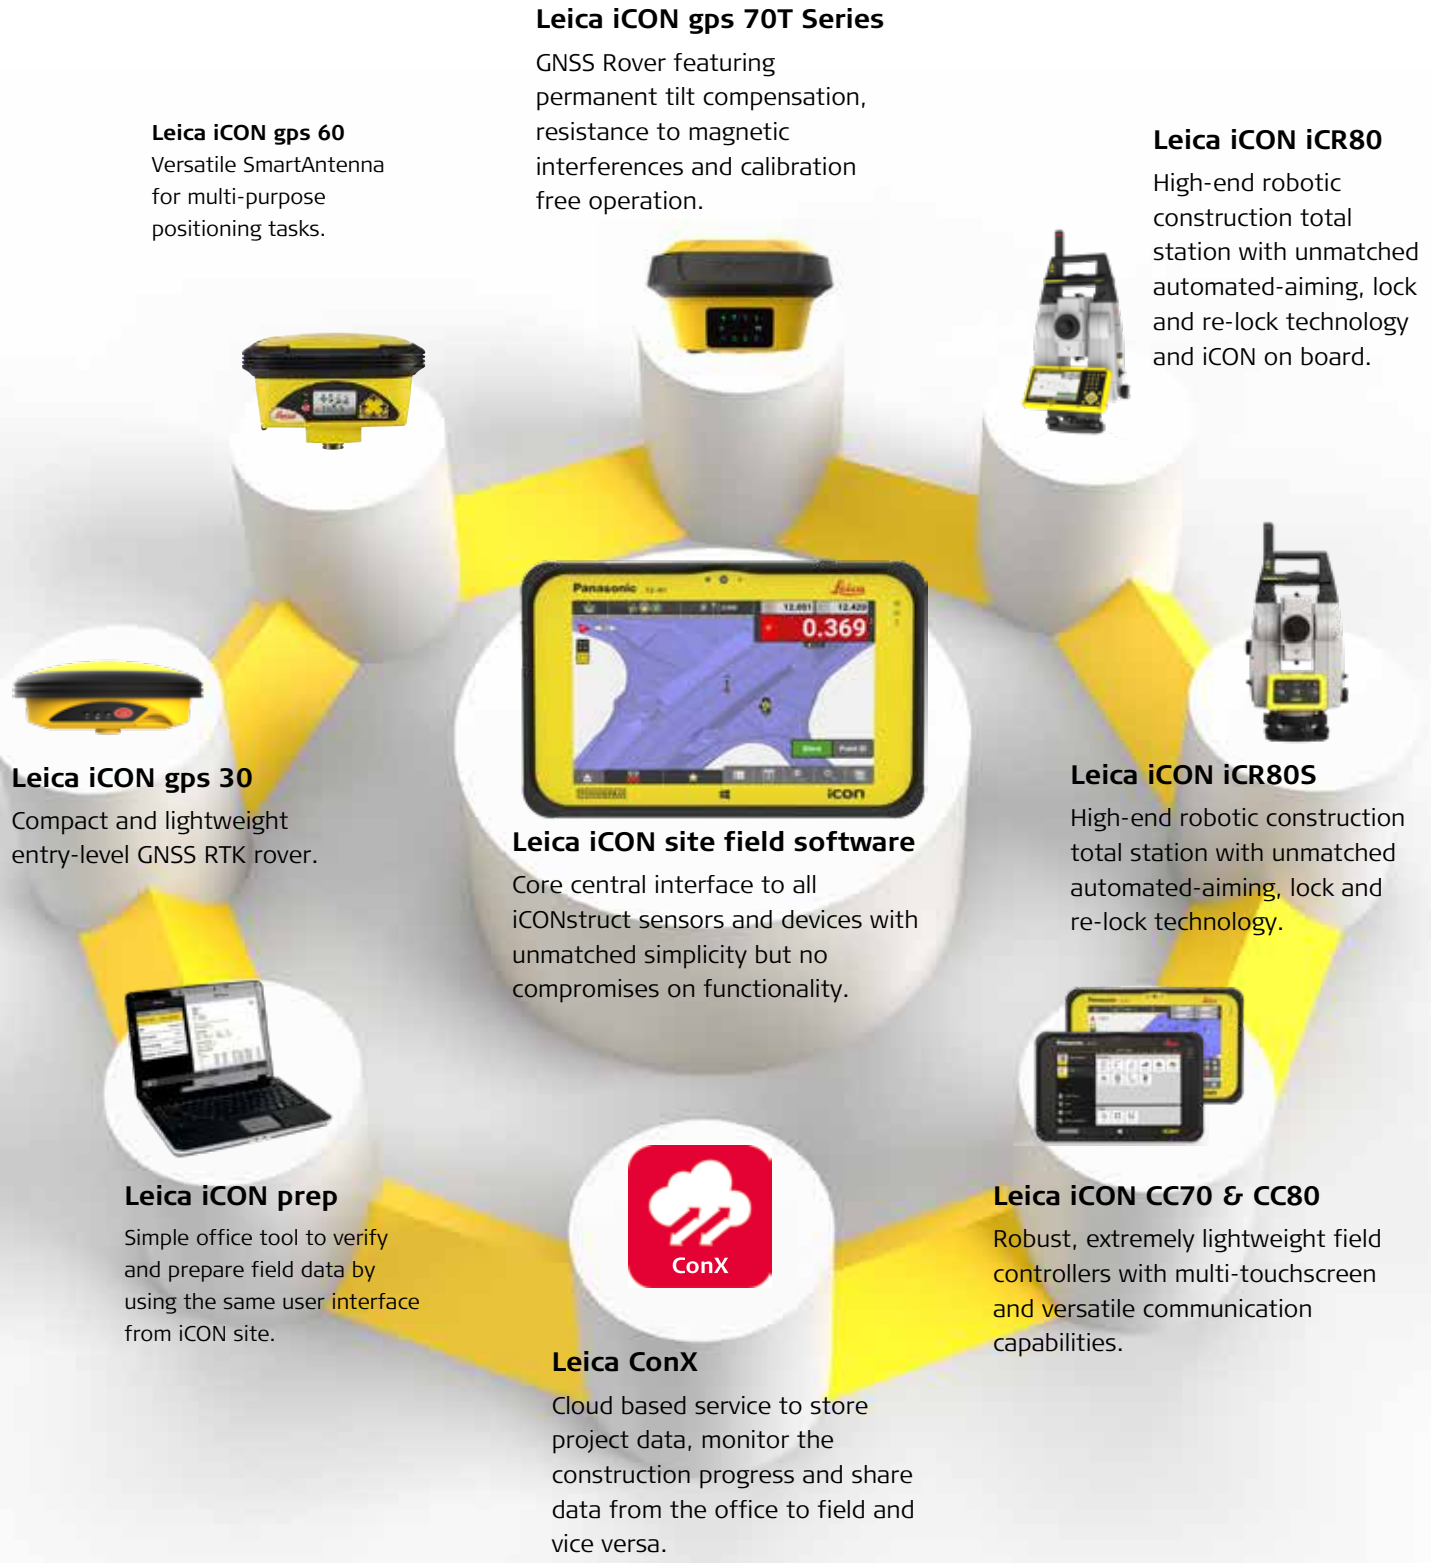 Leica iCON gps 70T Series
GNSS Rover featuring
permanent tilt compensation,
resistance to magnetic
interferences and calibration
free operation.
Leica iCON gps 60
Versatile SmartAntenna
for multi-purpose
positioning tasks.
Leica iCON iCR80
High-end robotic
construction total
station with unmatched
automated-aiming, lock
and re-lock technology
and iCON on board.
Panasonic
Leica
12.051
12.420
0.369
Store
Point ID
iCON
Leica iCON gps 30
Compact and lightweight
entry-level GNSS RTK rover.
Leica iCON site field software
Core central interface to all
iCONstruct sensors and devices with
unmatched simplicity but no
compromises on functionality.
Leica iCON iCR80S
High-end robotic construction
total station with unmatched
automated-aiming, lock and
re-lock technology.
Leica iCON prep
Simple office tool to verify
and prepare field data by
using the same user interface
from iCON site.
ConX
Leica ConX
Cloud based service to store
project data, monitor the
construction progress and share
data from the office to field and
vice versa.
Leica iCON CC70 & CC80
Robust, extremely lightweight field
controllers with multi-touchscreen
and versatile communication
capabilities.